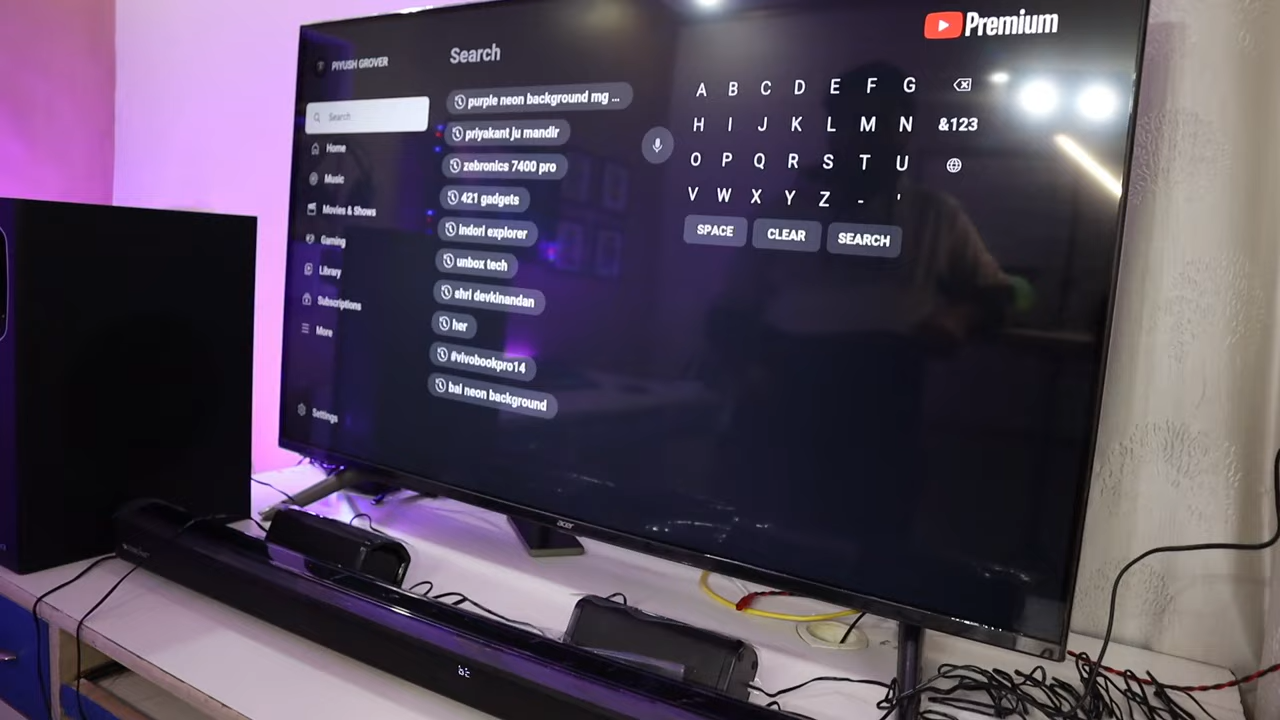 Premium
PIYUSH GROVER
Search
Search
Home
Music
Movies & Shows
Gaming
Library
Subscriptions
More
Settings
purple neon background mg ...
priyakant ju mandir
zebronics 7400 pro
421 gadgets
indori explorer
unbox tech
shri devkinandan
her
#vivobookpro14
bal neon background
A B C D E F G
H I J K L M N &123
O P Q R S T U
V W X Y Z - '
SPACE CLEAR SEARCH
acer